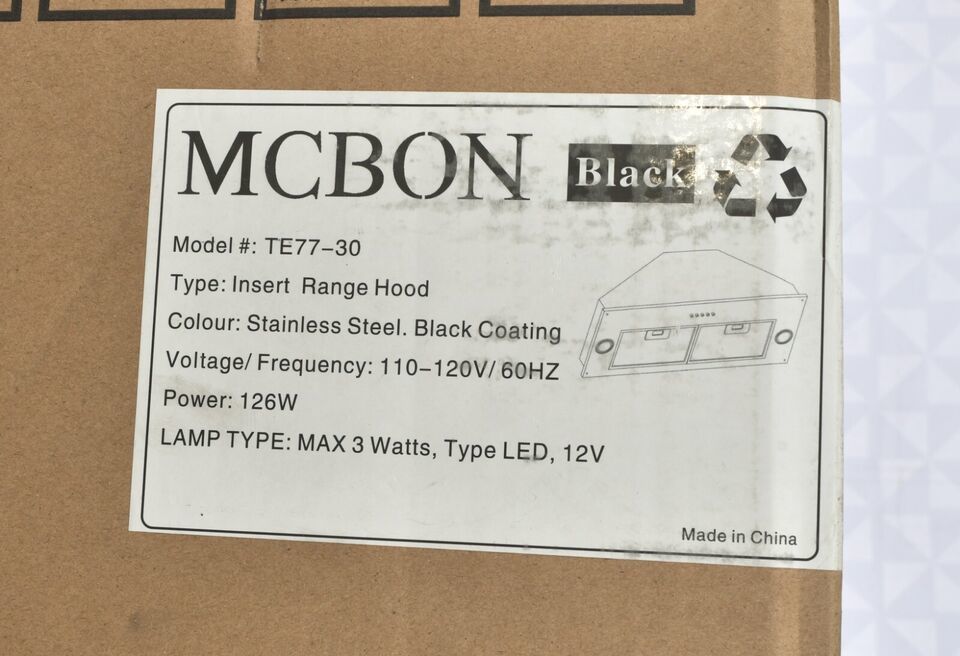 MCBON Black
Model #: TE77-30
Type: Insert Range Hood
Colour: Stainless Steel. Black Coating
Voltage/ Frequency: 110-120V/ 60HZ
Power: 126W
LAMP TYPE: MAX 3 Watts, Type LED, 12V
Made in China